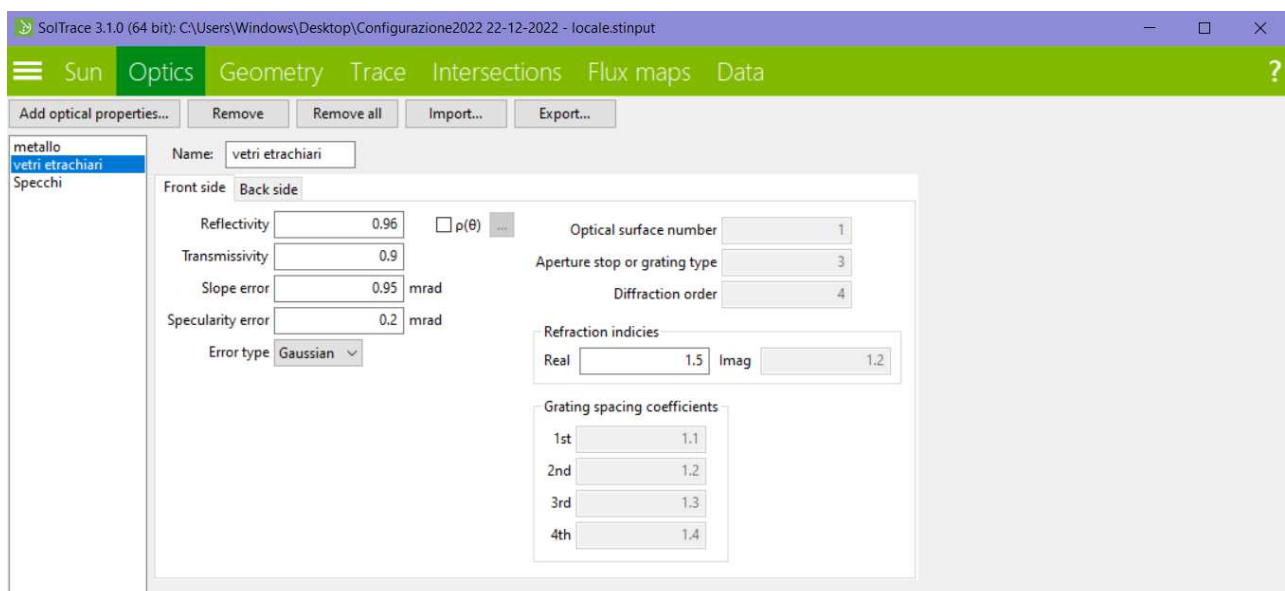 SolTrace 3.1.0 (64 bit): C:\Users\Windows\Desktop\Configurazione2022 22-12-2022 - locale.stinput
Sun Optics Geometry Trace Intersections Flux maps Data ?
Add optical properties... Remove Remove all Import... Export...
metallo
vetri etrachiari
Specchi
Name: vetri etrachiari
Front side Back side
Reflectivity 0.96 ρ(θ) ...
Transmissivity 0.9
Slope error 0.95 mrad
Specularity error 0.2 mrad
Error type Gaussian
Optical surface number 1
Aperture stop or grating type 3
Diffraction order 4
Refraction indicies
Real 1.5 Imag 1.2
Grating spacing coefficients
1st 1.1
2nd 1.2
3rd 1.3
4th 1.4